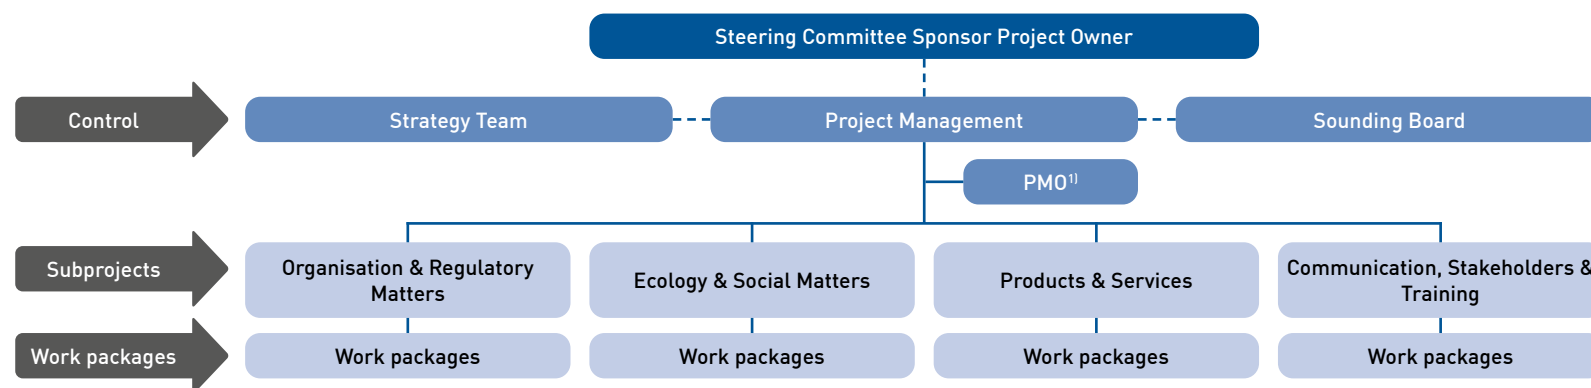 Steering Committee Sponsor Project Owner
Control
Strategy Team
Project Management
Sounding Board
PMO¹⁾
Subprojects
Organisation & Regulatory
Matters
Ecology & Social Matters
Products & Services
Communication, Stakeholders &
Training
Work packages
Work packages
Work packages
Work packages
Work packages